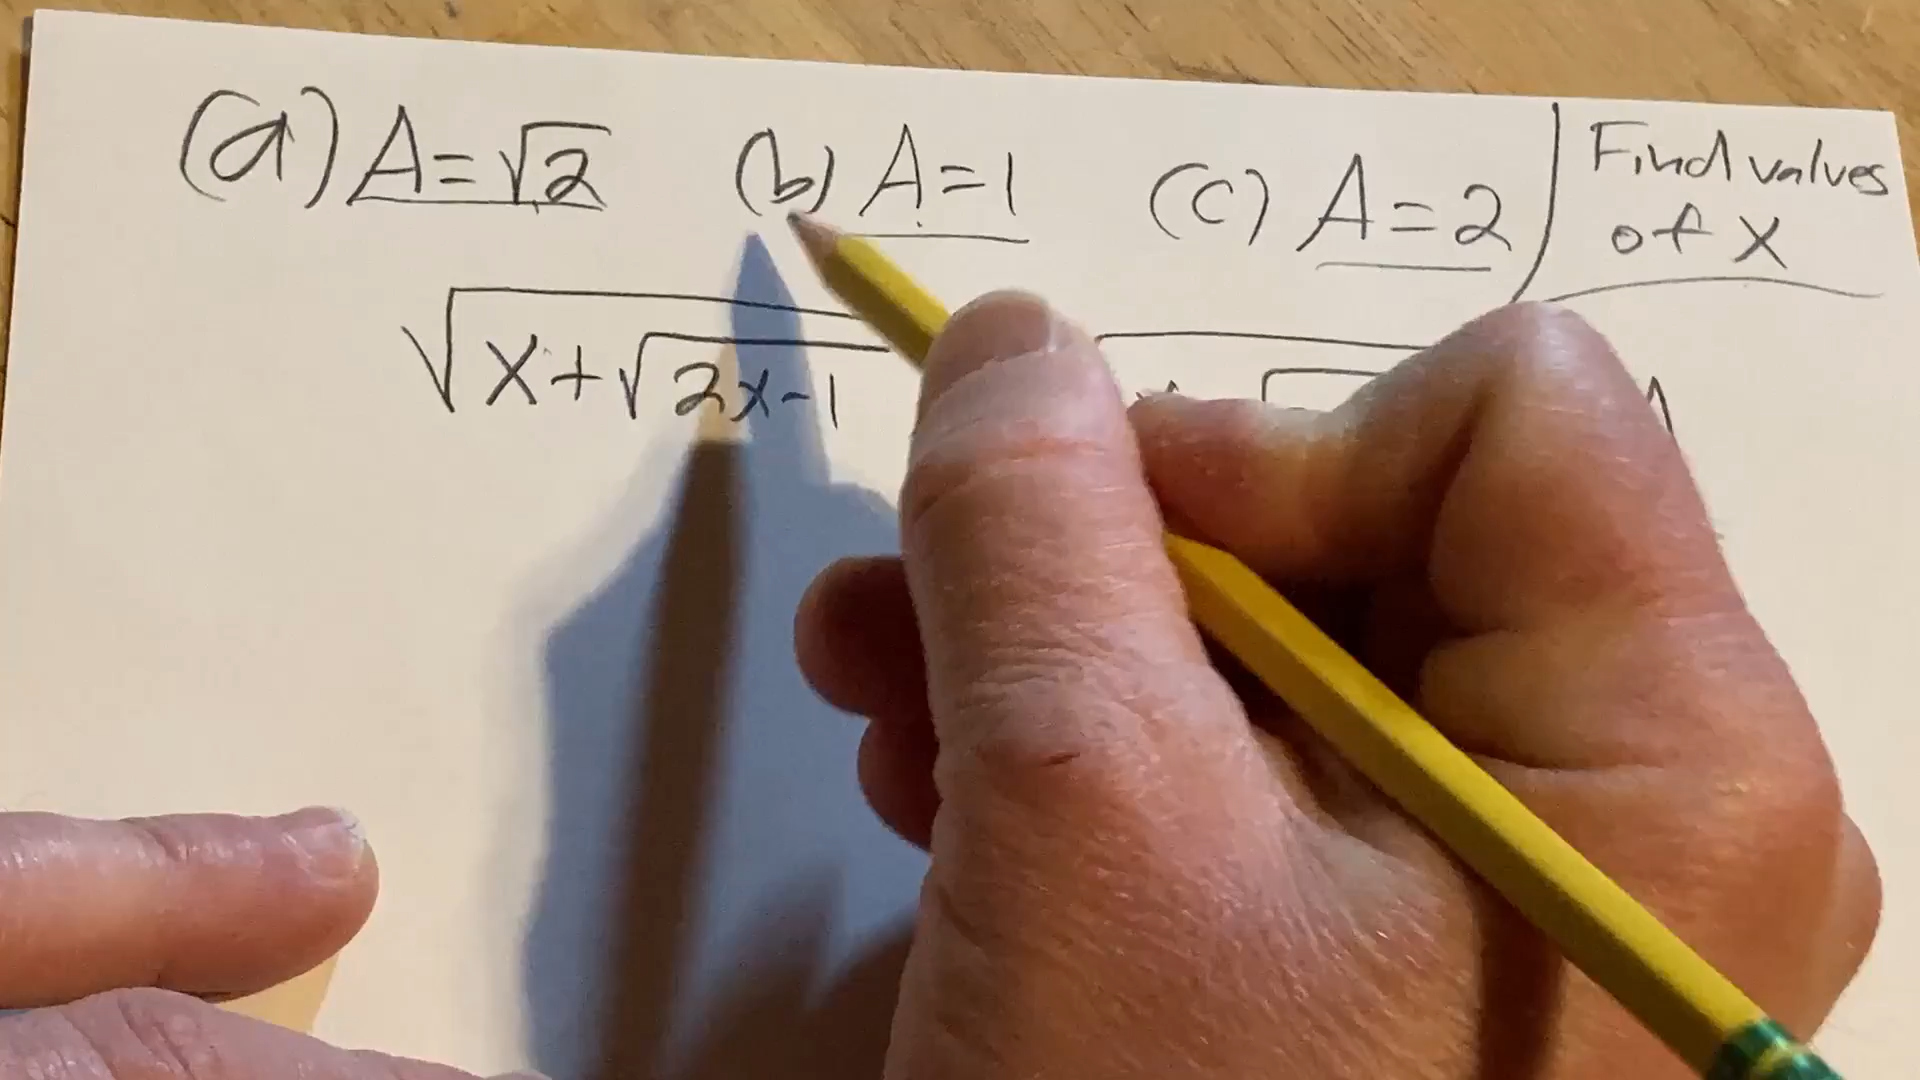 (a) A=√2 (b) A=1 (c) A=2
Find values
of X
√x+√2x-1